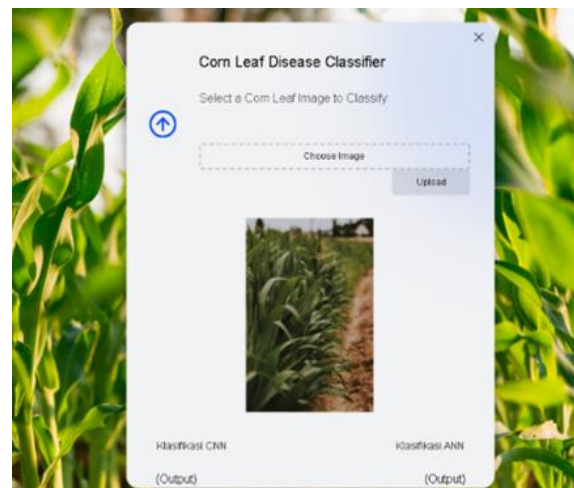 Corn Leaf Disease Classifier
Select a Corn Leaf Image to Classify
Choose Image
Upload
Klasifikasi CNN
Klasifikasi ANN
(Output)
(Output)